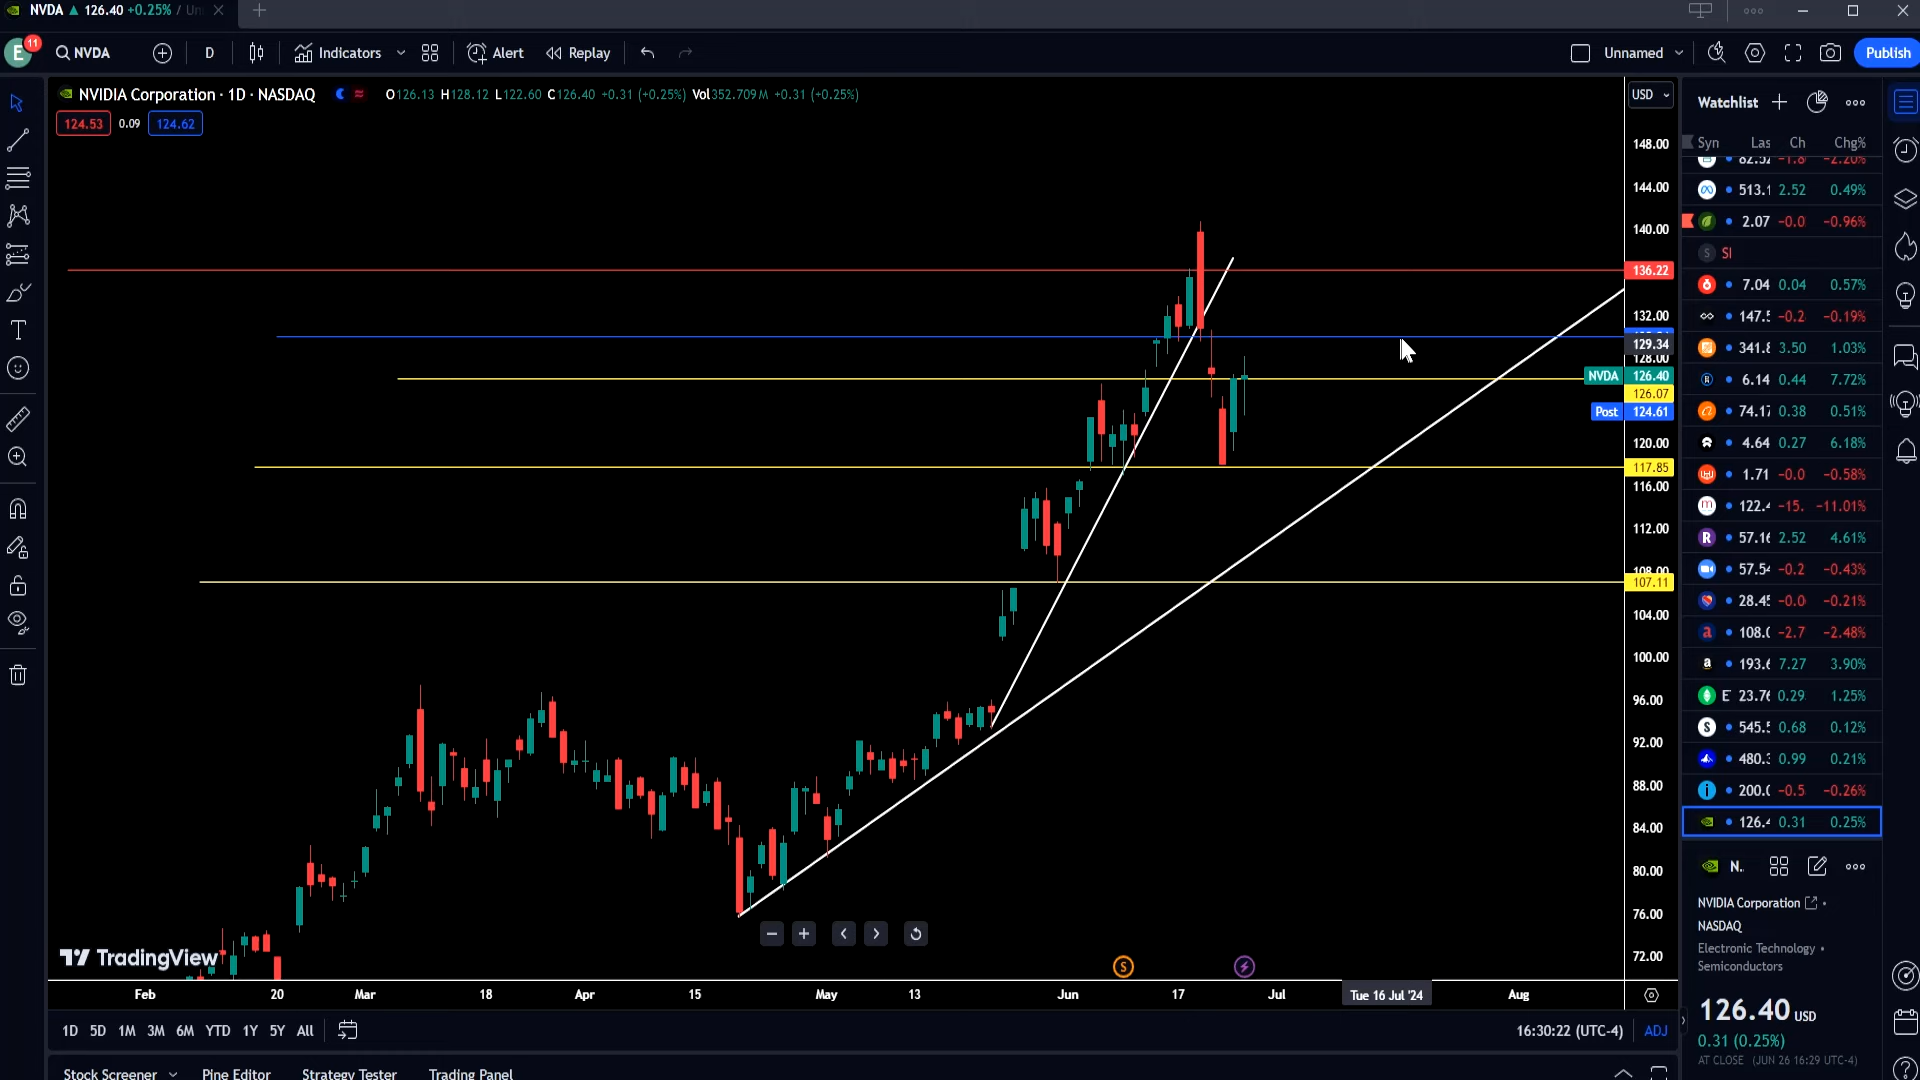 NVDA ▲ 126.40 +0.25% / Un
11
E
NVDA
D
Indicators
Alert
Replay
Unnamed
Publish
NVIDIA Corporation · 1D · NASDAQ
O126.13 H128.12 L122.60 C126.40 +0.31 (+0.25%) Vol352.709M +0.31 (+0.25%)
124.53 0.09 124.62
USD
148.00
144.00
140.00
136.22
132.00
129.34
128.00
NVDA 126.40
126.07
Post 124.61
120.00
117.85
116.00
112.00
108.00
107.11
104.00
100.00
96.00
92.00
88.00
84.00
80.00
76.00
72.00
TradingView
Feb 20 Mar 18 Apr 15 May 13 Jun 17 Jul Tue 16 Jul '24 Aug
1D 5D 1M 3M 6M YTD 1Y 5Y All
16:30:22 (UTC-4) ADJ
Stock Screener Pine Editor Strategy Tester Trading Panel
Watchlist
Syn Las Ch Chg%
82.52 -1.8 -2.20%
513.1 2.52 0.49%
2.07 -0.0 -0.96%
S SI
7.04 0.04 0.57%
147.5 -0.2 -0.19%
341.8 3.50 1.03%
6.14 0.44 7.72%
74.17 0.38 0.51%
4.64 0.27 6.18%
1.71 -0.0 -0.58%
122.4 -15. -11.01%
R 57.16 2.52 4.61%
57.54 -0.2 -0.43%
28.45 -0.0 -0.21%
a 108.0 -2.7 -2.48%
a 193.6 7.27 3.90%
E 23.76 0.29 1.25%
S 545.5 0.68 0.12%
480.3 0.99 0.21%
200.0 -0.5 -0.26%
126.4 0.31 0.25%
N.
NVIDIA Corporation
NASDAQ
Electronic Technology •
Semiconductors
126.40 USD
0.31 (0.25%)
AT CLOSE (JUN 26 16:29 UTC-4)